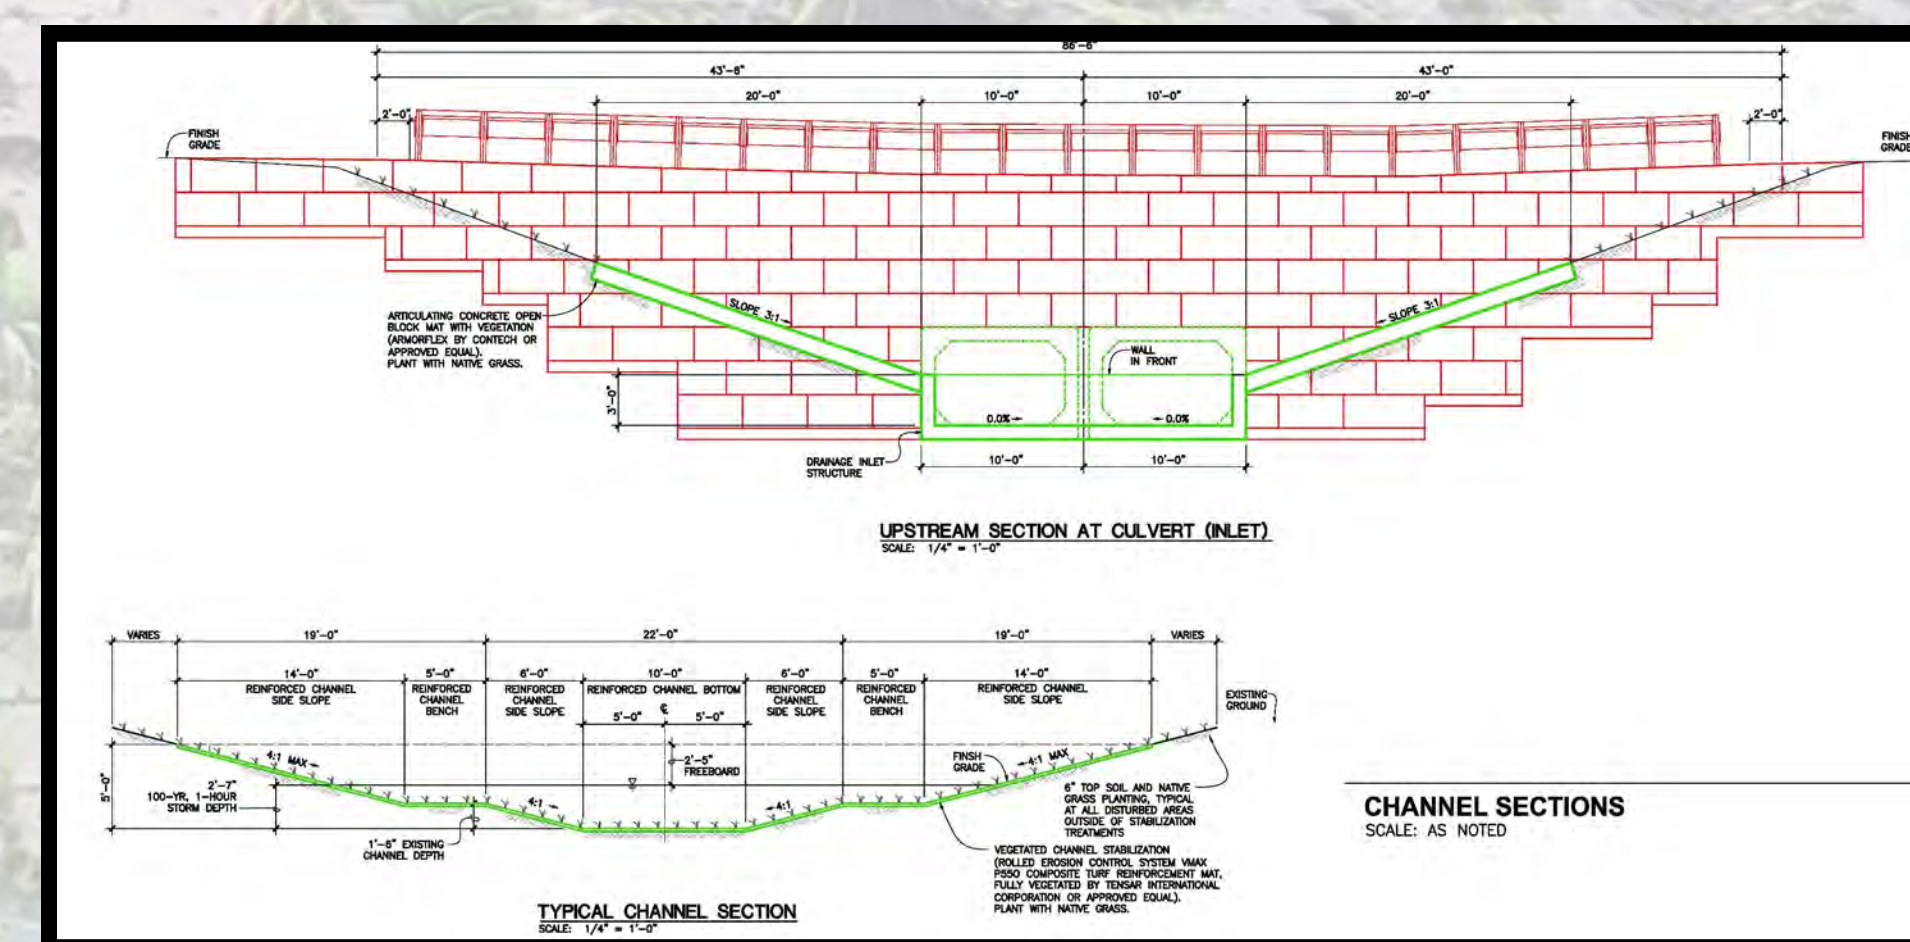 86'-6"
43'-6" 43'-0"
20'-0" 10'-0" 10'-0" 20'-0"
2'-0" 2'-0"
FINISH
GRADE
FINISH
GRADE
SLOPE 3:1 SLOPE 3:1
ARTICULATING CONCRETE OPEN
BLOCK MAT WITH VEGETATION
(ARMORFLEX BY CONTECH OR
APPROVED EQUAL).
PLANT WITH NATIVE GRASS.
WALL
IN FRONT
3'-0"
0.0% 0.0%
DRAINAGE INLET
STRUCTURE
10'-0" 10'-0"
UPSTREAM SECTION AT CULVERT (INLET)
SCALE: 1/4" = 1'-0"
VARIES 19'-0" 22'-0" 19'-0" VARIES
14'-0" 5'-0" 6'-0" 10'-0" 6'-0" 5'-0" 14'-0"
REINFORCED CHANNEL
SIDE SLOPE
REINFORCED
CHANNEL
BENCH
REINFORCED
CHANNEL
SIDE SLOPE
REINFORCED CHANNEL BOTTOM
℄
5'-0" 5'-0"
REINFORCED
CHANNEL
SIDE SLOPE
REINFORCED
CHANNEL
BENCH
REINFORCED CHANNEL
SIDE SLOPE
EXISTING
GROUND
4:1 MAX
2'-5"
FREEBOARD
FINSH
GRADE
4:1 MAX
5'-0"
2'-7"
100-YR, 1-HOUR
STORM DEPTH
4:1 4:1
1'-6" EXISTING
CHANNEL DEPTH
6" TOP SOIL AND NATIVE
GRASS PLANTING, TYPICAL
AT ALL DISTURBED AREAS
OUTSIDE OF STABILIZATION
TREATMENTS
VEGETATED CHANNEL STABILIZATION
(ROLLED EROSION CONTROL SYSTEM VMAX
P550 COMPOSITE TURF REINFORCEMENT MAT,
FULLY VEGETATED BY TENSAR INTERNATIONAL
CORPORATION OR APPROVED EQUAL).
PLANT WITH NATIVE GRASS.
TYPICAL CHANNEL SECTION
SCALE: 1/4" = 1'-0"
CHANNEL SECTIONS
SCALE: AS NOTED